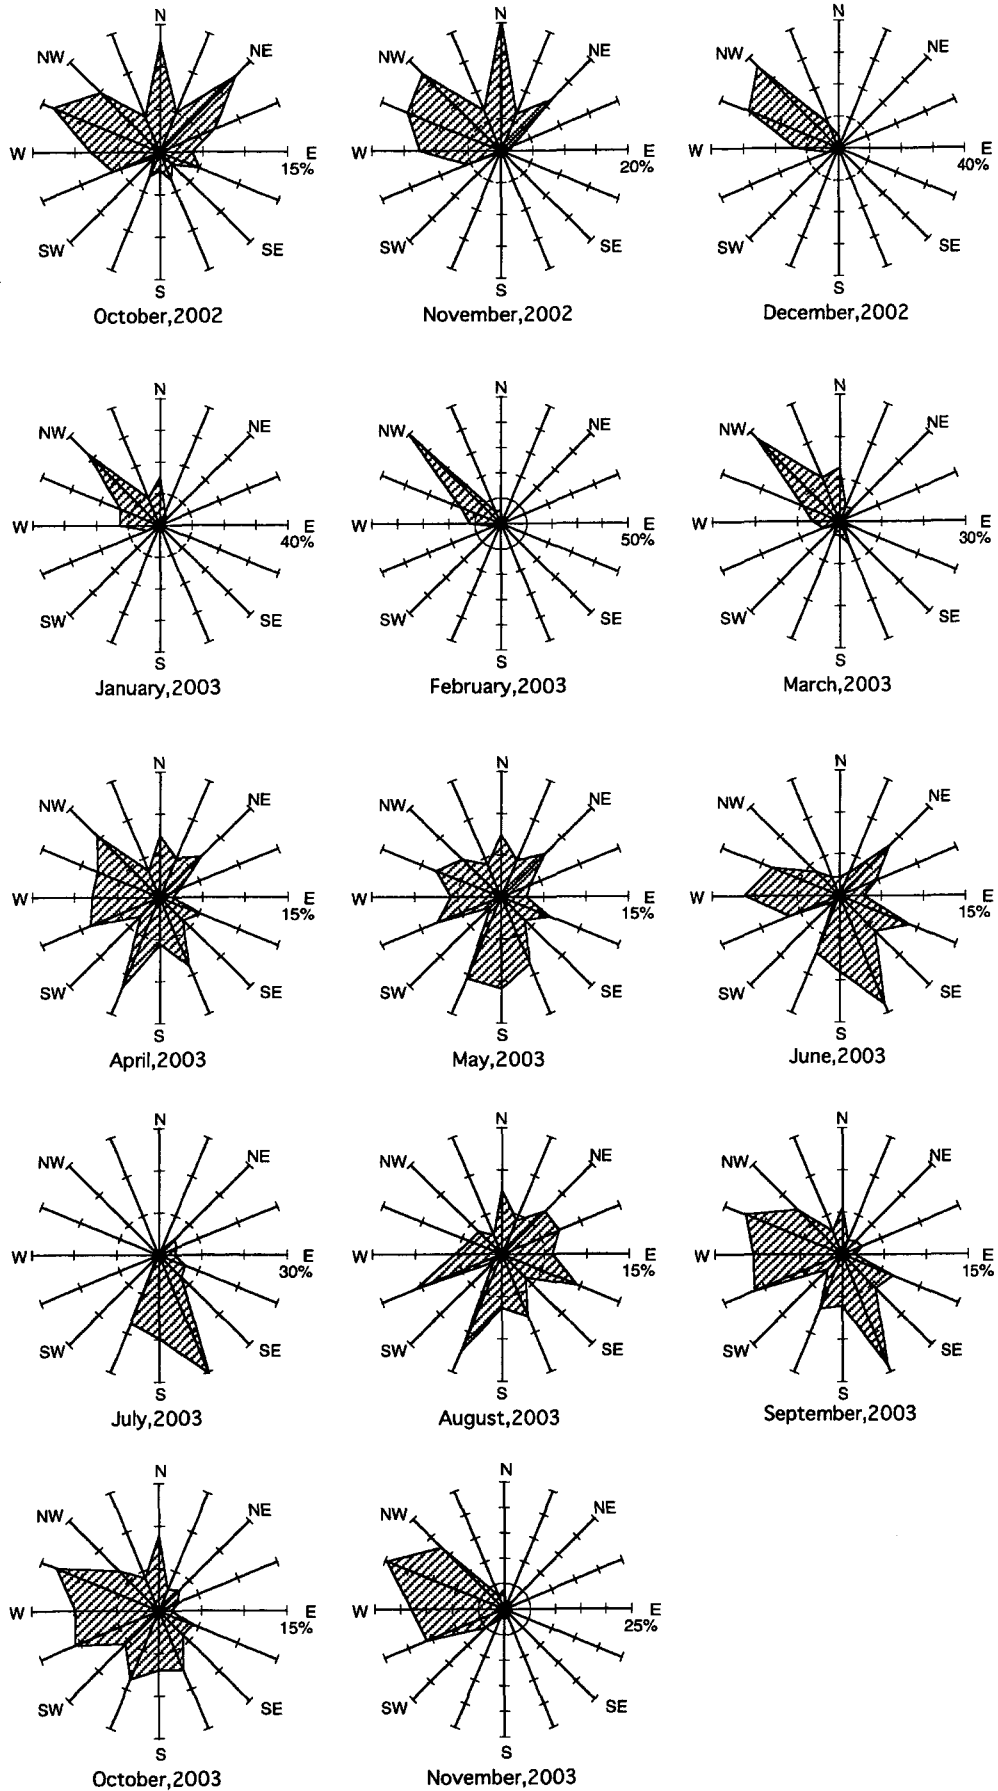 N N N
NW NE NW NE NW NE
W E W E W E
15% 20% 40%
SW SE SW SE SW SE
S S S
October,2002 November,2002 December,2002
N N N
NW NE NW NE NW NE
W E W E W E
40% 50% 30%
SW SE SW SE SW SE
S S S
January,2003 February,2003 March,2003
N N N
NW NE NW NE NW NE
W E W E W E
15% 15% 15%
SW SE SW SE SW SE
S S S
April,2003 May,2003 June,2003
N N N
NW NE NW NE NW NE
W E W E W E
30% 15% 15%
SW SE SW SE SW SE
S S S
July,2003 August,2003 September,2003
N N
NW NE NW NE
W E W E
15% 25%
SW SE SW SE
S S
October,2003 November,2003